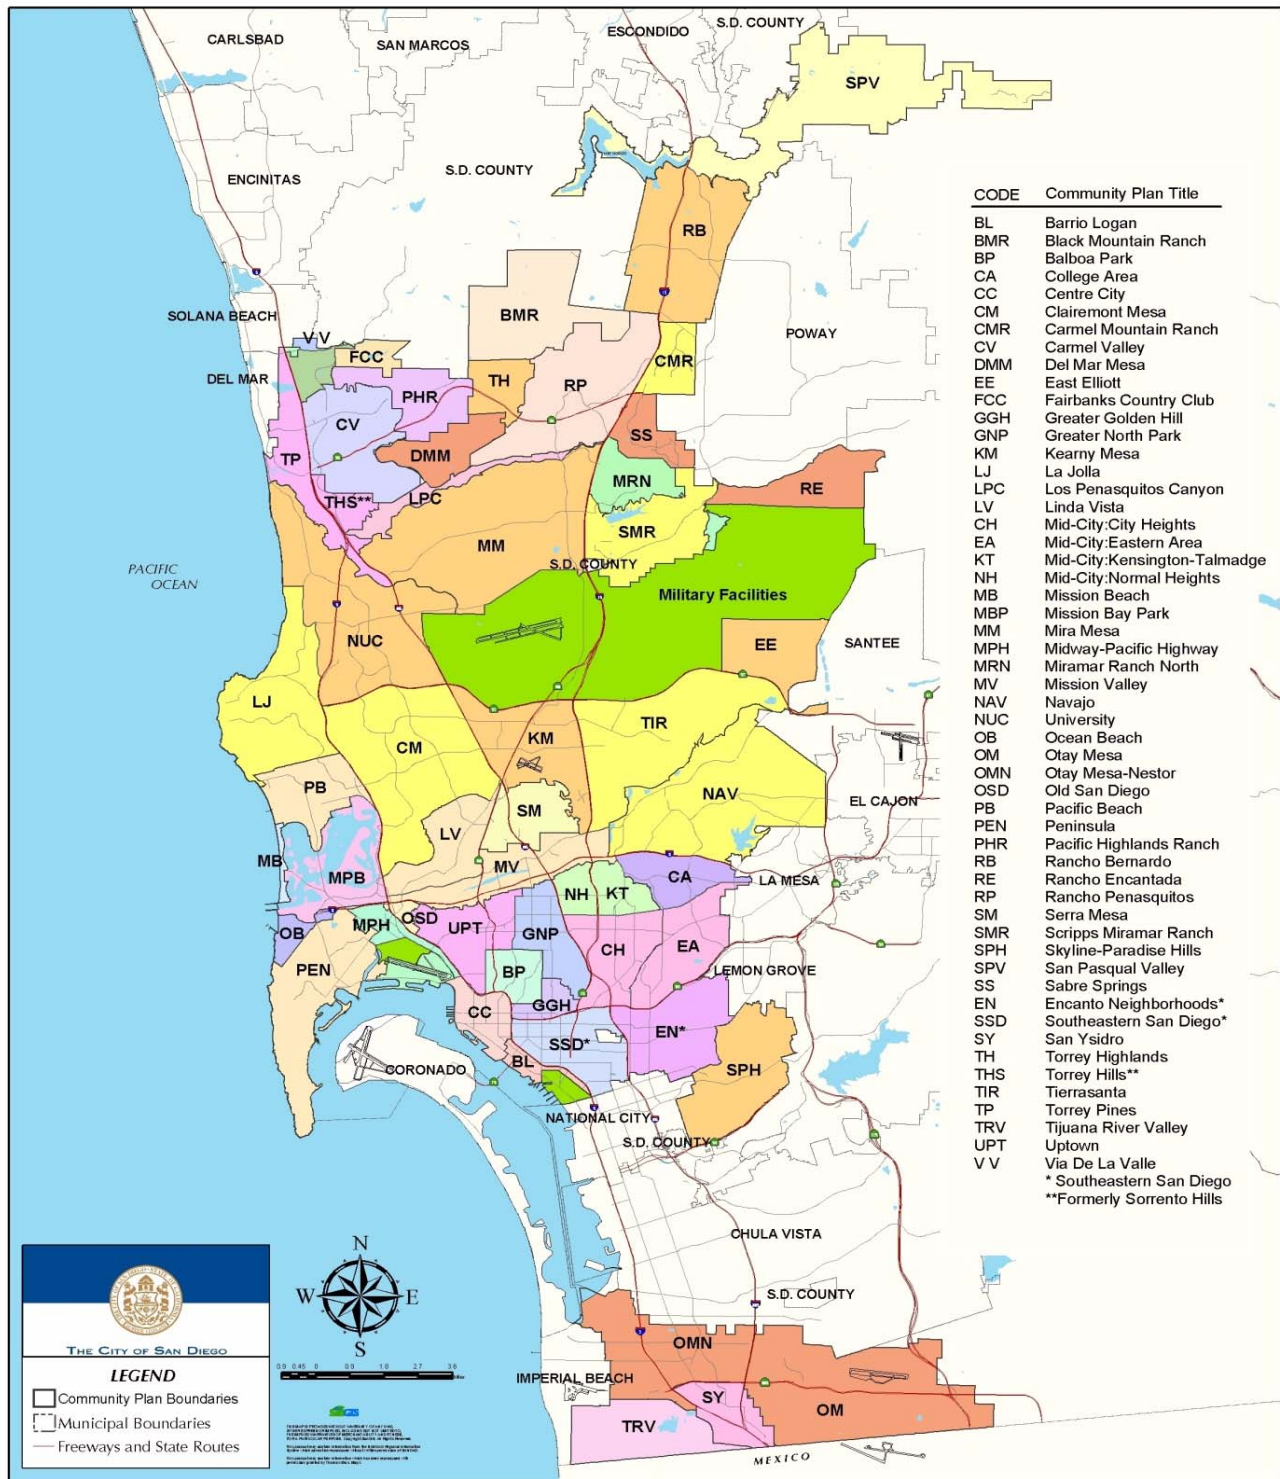 CARLSBAD
SAN MARCOS
ESCONDIDO
S.D. COUNTY
SPV
ENCINITAS
S.D. COUNTY
RB
SOLANA BEACH
BMR
POWAY
V V
FCC
DEL MAR
CMR
TH
RP
PHR
CV
SS
DMM
TP
MRN
RE
THS**
LPC
SMR
MM
S.D. COUNTY
PACIFIC
OCEAN
Military Facilities
NUC
EE
SANTEE
LJ
TIR
CM
KM
PB
NAV
EL CAJON
SM
LV
MB
MPB
MV
CA
LA MESA
NH
KT
OSD
MPH
UPT
OB
GNP
CH
EA
PEN
BP
LEMON GROVE
GGH
CC
EN*
SSD*
BL
SPH
CORONADO
NATIONAL CITY
S.D. COUNTY
CHULA VISTA
S.D. COUNTY
OMN
IMPERIAL BEACH
SY
OM
TRV
MEXICO
CODE Community Plan Title
BL Barrio Logan
BMR Black Mountain Ranch
BP Balboa Park
CA College Area
CC Centre City
CM Clairemont Mesa
CMR Carmel Mountain Ranch
CV Carmel Valley
DMM Del Mar Mesa
EE East Elliott
FCC Fairbanks Country Club
GGH Greater Golden Hill
GNP Greater North Park
KM Kearny Mesa
LJ La Jolla
LPC Los Penasquitos Canyon
LV Linda Vista
CH Mid-City:City Heights
EA Mid-City:Eastern Area
KT Mid-City:Kensington-Talmadge
NH Mid-City:Normal Heights
MB Mission Beach
MBP Mission Bay Park
MM Mira Mesa
MPH Midway-Pacific Highway
MRN Miramar Ranch North
MV Mission Valley
NAV Navajo
NUC University
OB Ocean Beach
OM Otay Mesa
OMN Otay Mesa-Nestor
OSD Old San Diego
PB Pacific Beach
PEN Peninsula
PHR Pacific Highlands Ranch
RB Rancho Bernardo
RE Rancho Encantada
RP Rancho Penasquitos
SM Serra Mesa
SMR Scripps Miramar Ranch
SPH Skyline-Paradise Hills
SPV San Pasqual Valley
SS Sabre Springs
EN Encanto Neighborhoods*
SSD Southeastern San Diego*
SY San Ysidro
TH Torrey Highlands
THS Torrey Hills**
TIR Tierrasanta
TP Torrey Pines
TRV Tijuana River Valley
UPT Uptown
V V Via De La Valle
* Southeastern San Diego
**Formerly Sorrento Hills
THE CITY OF SAN DIEGO
LEGEND
Community Plan Boundaries
Municipal Boundaries
Freeways and State Routes
N
W E
S
0.9 0.45 0 0.9 1.8 2.7 3.6